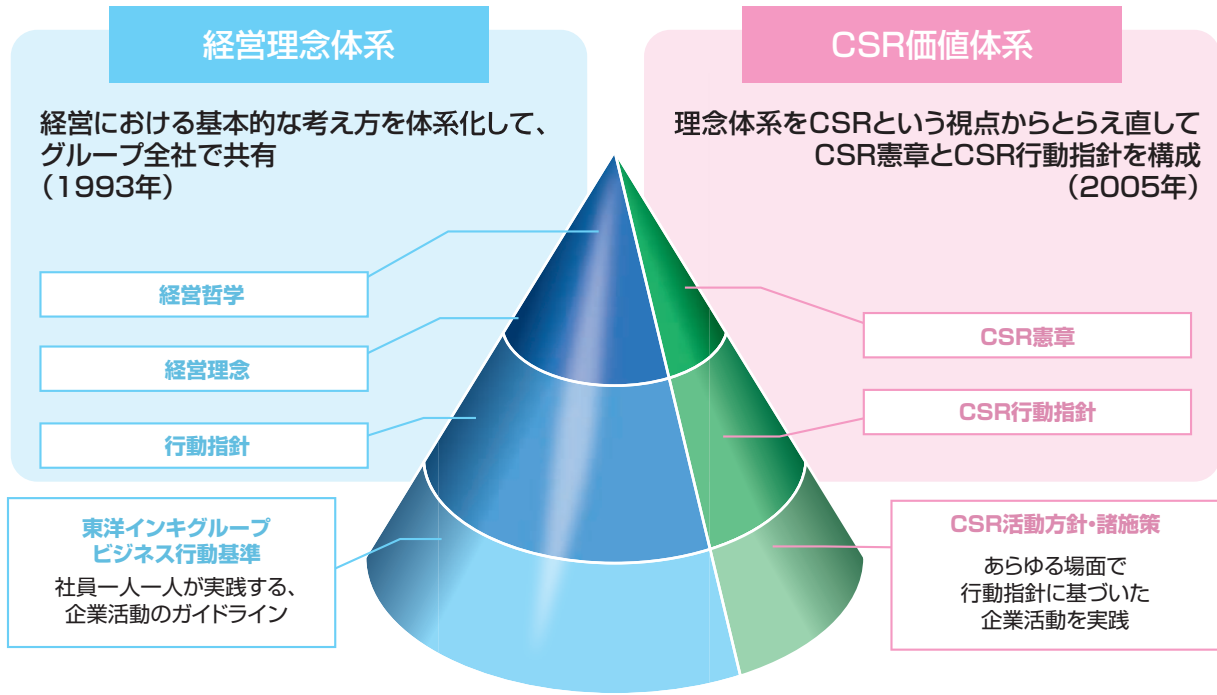 経営理念体系
経営における基本的な考え方を体系化して、
グループ全社で共有
（1993年）
経営哲学
経営理念
行動指針
東洋インキグループ
ビジネス行動基準
社員一人一人が実践する、
企業活動のガイドライン
CSR価値体系
理念体系をCSRという視点からとらえ直して
CSR憲章とCSR行動指針を構成
（2005年）
CSR憲章
CSR行動指針
CSR活動方針・諸施策
あらゆる場面で
行動指針に基づいた
企業活動を実践